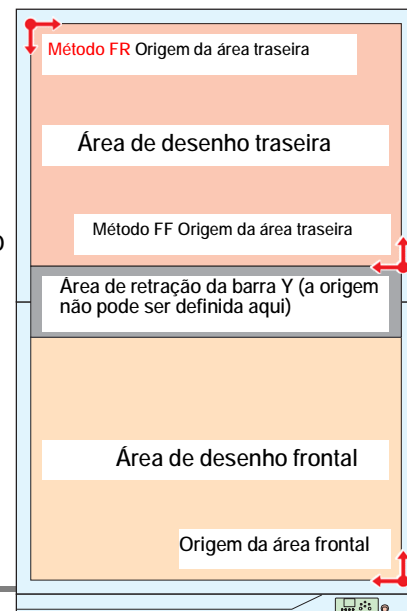 Método FR Origem da área traseira
Área de desenho traseira
Método FF Origem da área traseira
Área de retração da barra Y (a origem
não pode ser definida aqui)
Área de desenho frontal
Origem da área frontal